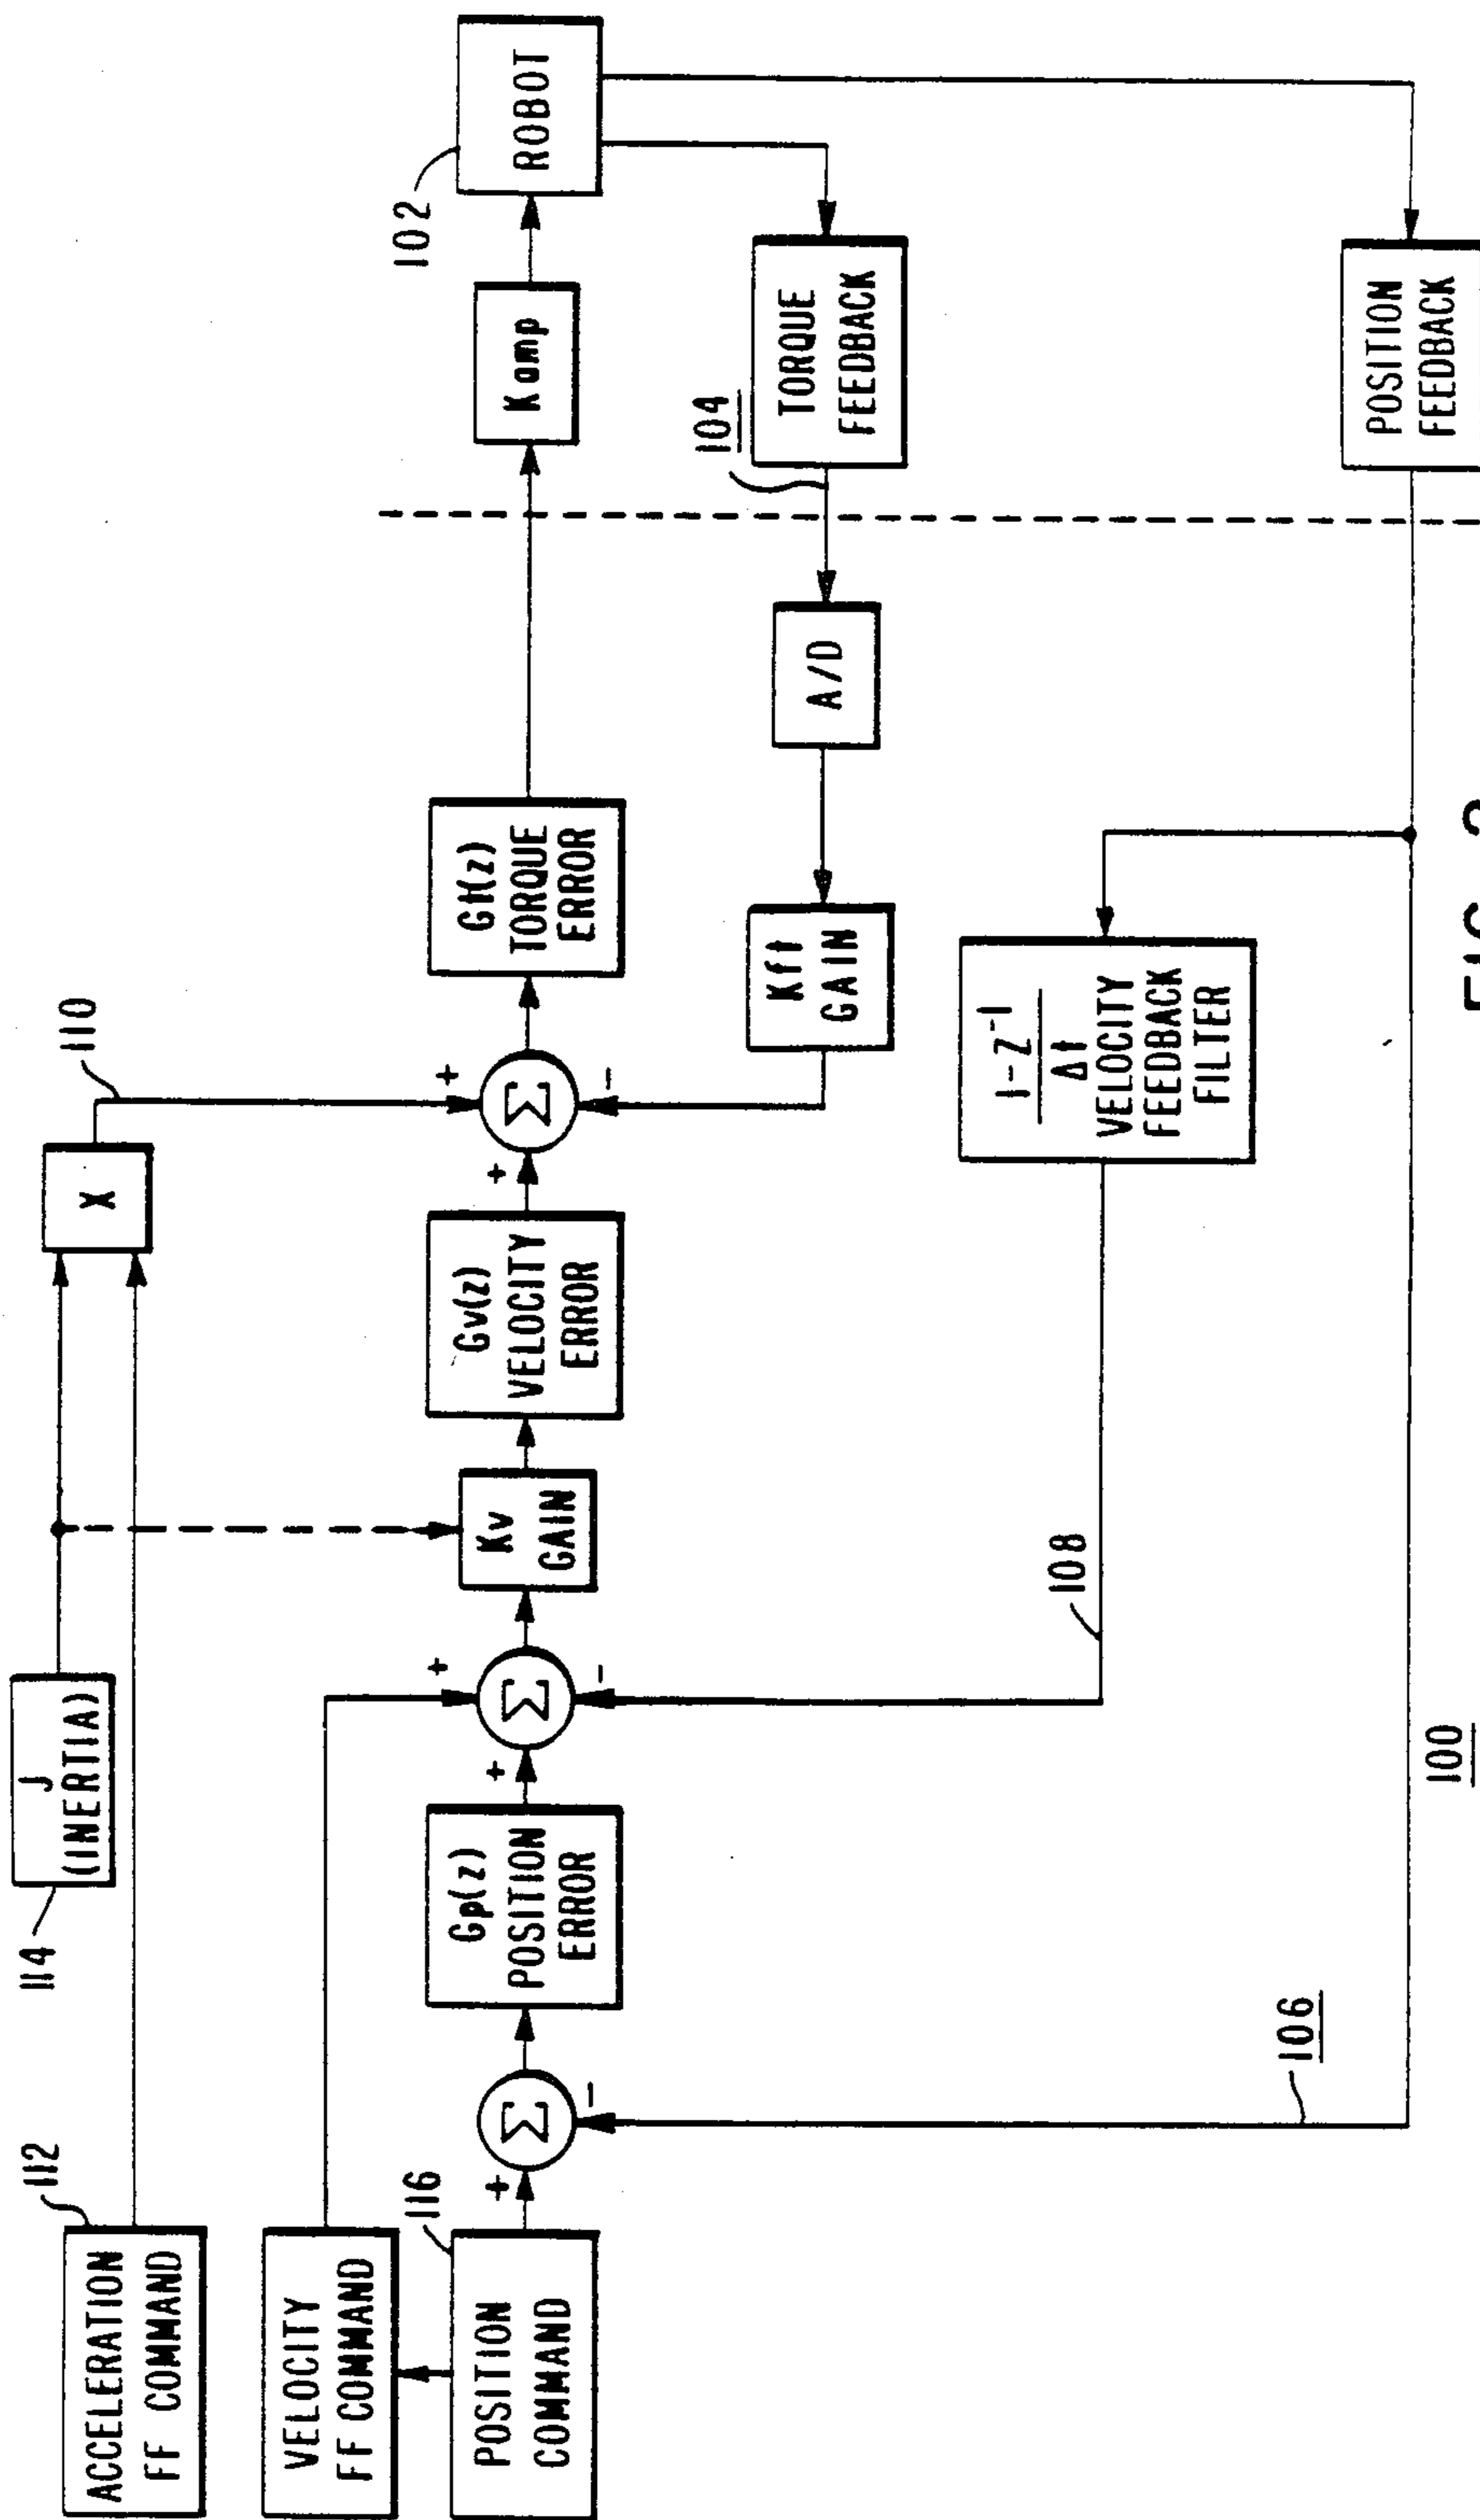 112
ACCELERATION
FF COMMAND
114
J
(INERTIA)
X
110
VELOCITY
FF COMMAND
116
POSITION
COMMAND
+
-
Σ
Gp(z)
POSITION
ERROR
+
+
-
Σ
Kv
GAIN
Gv(z)
VELOCITY
ERROR
+
+
-
Σ
Gt(z)
TORQUE
ERROR
Kamp
102
ROBOT
104
TORQUE
FEEDBACK
A/D
Kft
GAIN
108
1-Z-1
Δt
VELOCITY
FEEDBACK
FILTER
106
POSITION
FEEDBACK
100